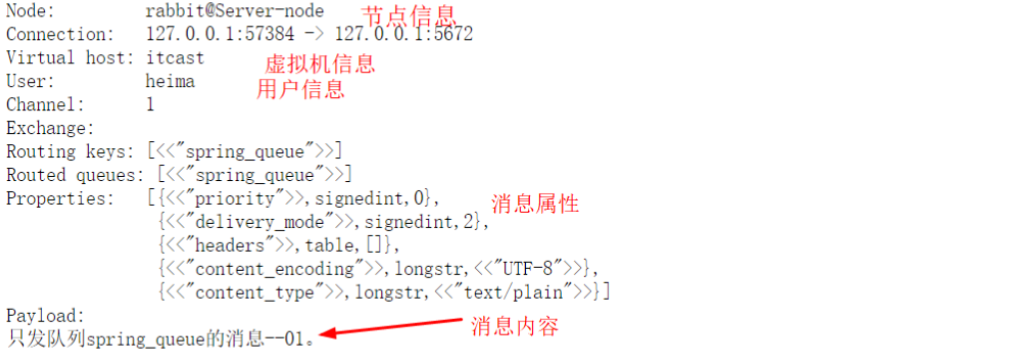 Node: rabbit@Server-node 节点信息
Connection: 127.0.0.1:57384 -> 127.0.0.1:5672
Virtual host: itcast 虚拟机信息
User: heima 用户信息
Channel: 1
Exchange:
Routing keys: [<<"spring_queue">>]
Routed queues: [<<"spring_queue">>]
Properties: [{<<"priority">>,signedint,0}, 消息属性
{<<"delivery_mode">>,signedint,2},
{<<"headers">>,table,[]},
{<<"content_encoding">>,longstr,<<"UTF-8">>},
{<<"content_type">>,longstr,<<"text/plain">>}]
Payload:
只发队列spring_queue的消息--01。 消息内容